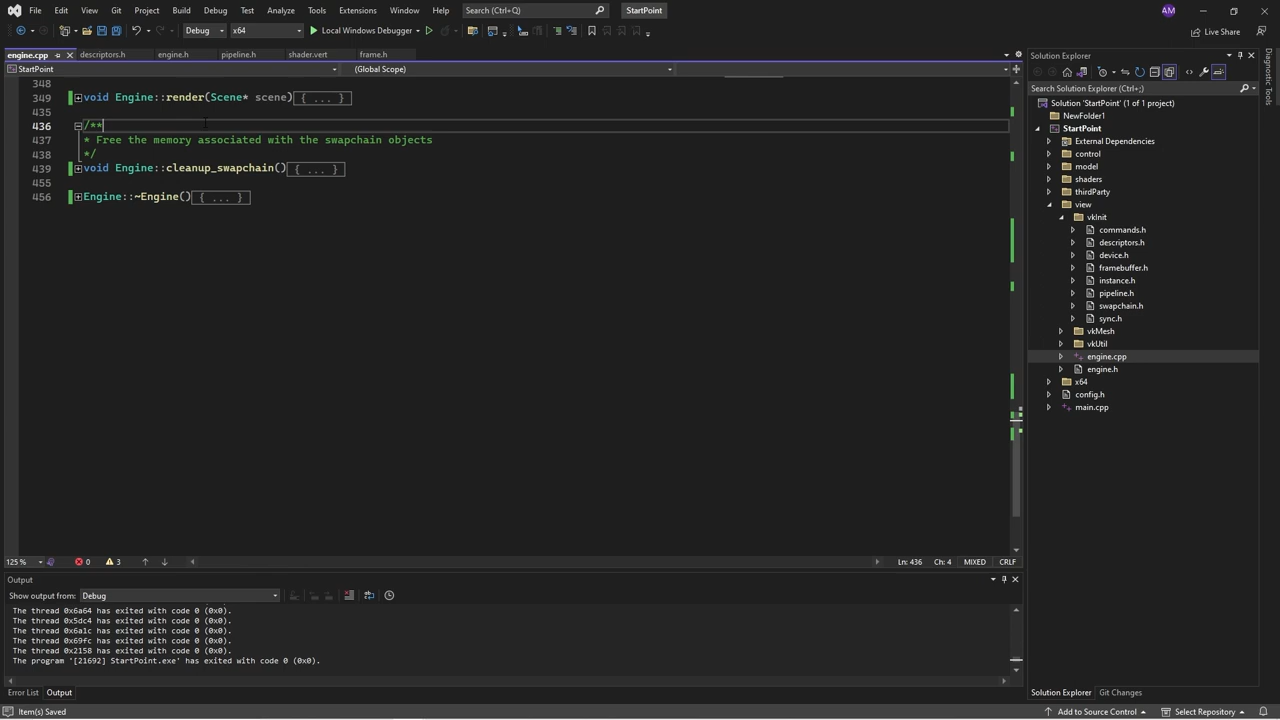 File Edit View Git Project Build Debug Test Analyze Tools Extensions Window Help Search (Ctrl+Q) StartPoint AM
Debug x64 Local Windows Debugger Live Share
engine.cpp descriptors.h engine.h pipeline.h shader.vert frame.h
StartPoint (Global Scope)
348
349 void Engine::render(Scene* scene){ ... }
435
436 /**
437 * Free the memory associated with the swapchain objects
438 */
439 void Engine::cleanup_swapchain(){ ... }
455
456 Engine::~Engine(){ ... }
125 % 0 3 Ln: 436 Ch: 4 MIXED CRLF
Output
Show output from: Debug
The thread 0x6a64 has exited with code 0 (0x0).
The thread 0x5dc4 has exited with code 0 (0x0).
The thread 0x6a1c has exited with code 0 (0x0).
The thread 0x69fc has exited with code 0 (0x0).
The thread 0x2158 has exited with code 0 (0x0).
The program '[21692] StartPoint.exe' has exited with code 0 (0x0).
Error List Output
Item(s) Saved
Solution Explorer
Search Solution Explorer (Ctrl+;)
Solution 'StartPoint' (1 of 1 project)
NewFolder1
StartPoint
External Dependencies
control
model
shaders
thirdParty
view
vkInit
commands.h
descriptors.h
device.h
framebuffer.h
instance.h
pipeline.h
swapchain.h
sync.h
vkMesh
vkUtil
engine.cpp
engine.h
x64
config.h
main.cpp
Solution Explorer Git Changes
Add to Source Control Select Repository
Diagnostic Tools